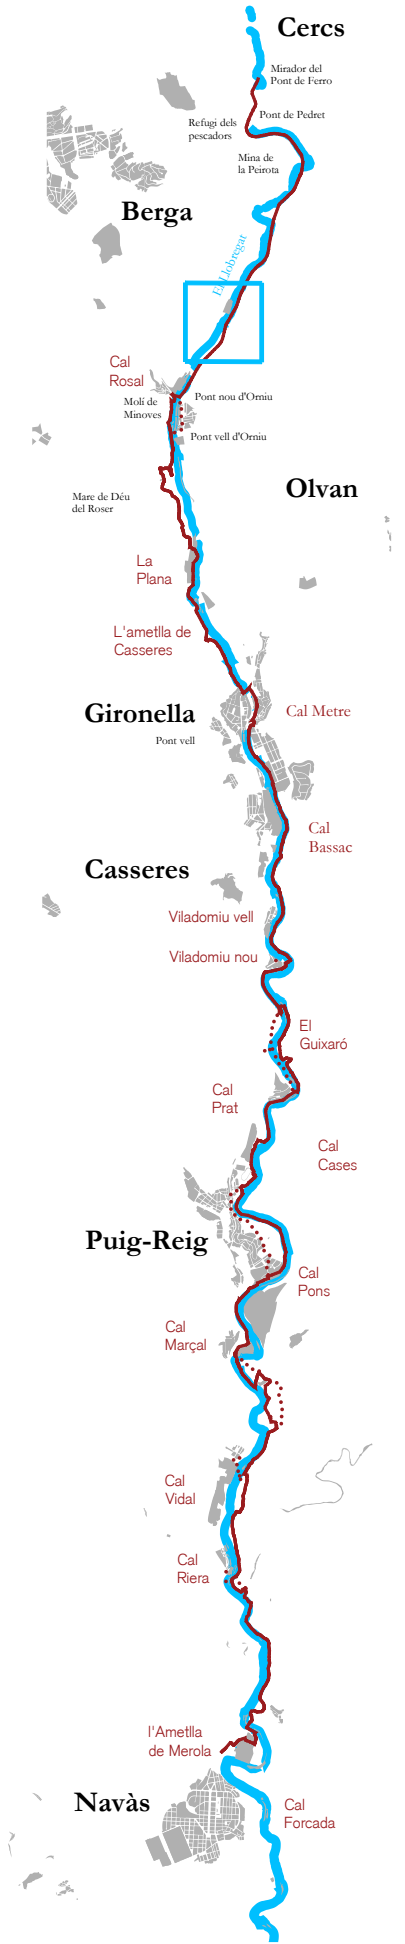 Cercs
Mirador del
Pont de Ferro
Pont de Pedret
Refugi dels
pescadors
Mina de
la Peirota
Berga
El Llobregat
Cal
Rosal
Pont nou d'Orniu
Molí de
Minoves
Pont vell d'Orniu
Olvan
Mare de Déu
del Roser
La
Plana
L'ametlla de
Casseres
Gironella
Cal Metre
Pont vell
Cal
Bassac
Casseres
Viladomiu vell
Viladomiu nou
El
Guixaró
Cal
Prat
Cal
Cases
Puig-Reig
Cal
Pons
Cal
Marçal
Cal
Vidal
Cal
Riera
l'Ametlla
de Merola
Navàs
Cal
Forcada